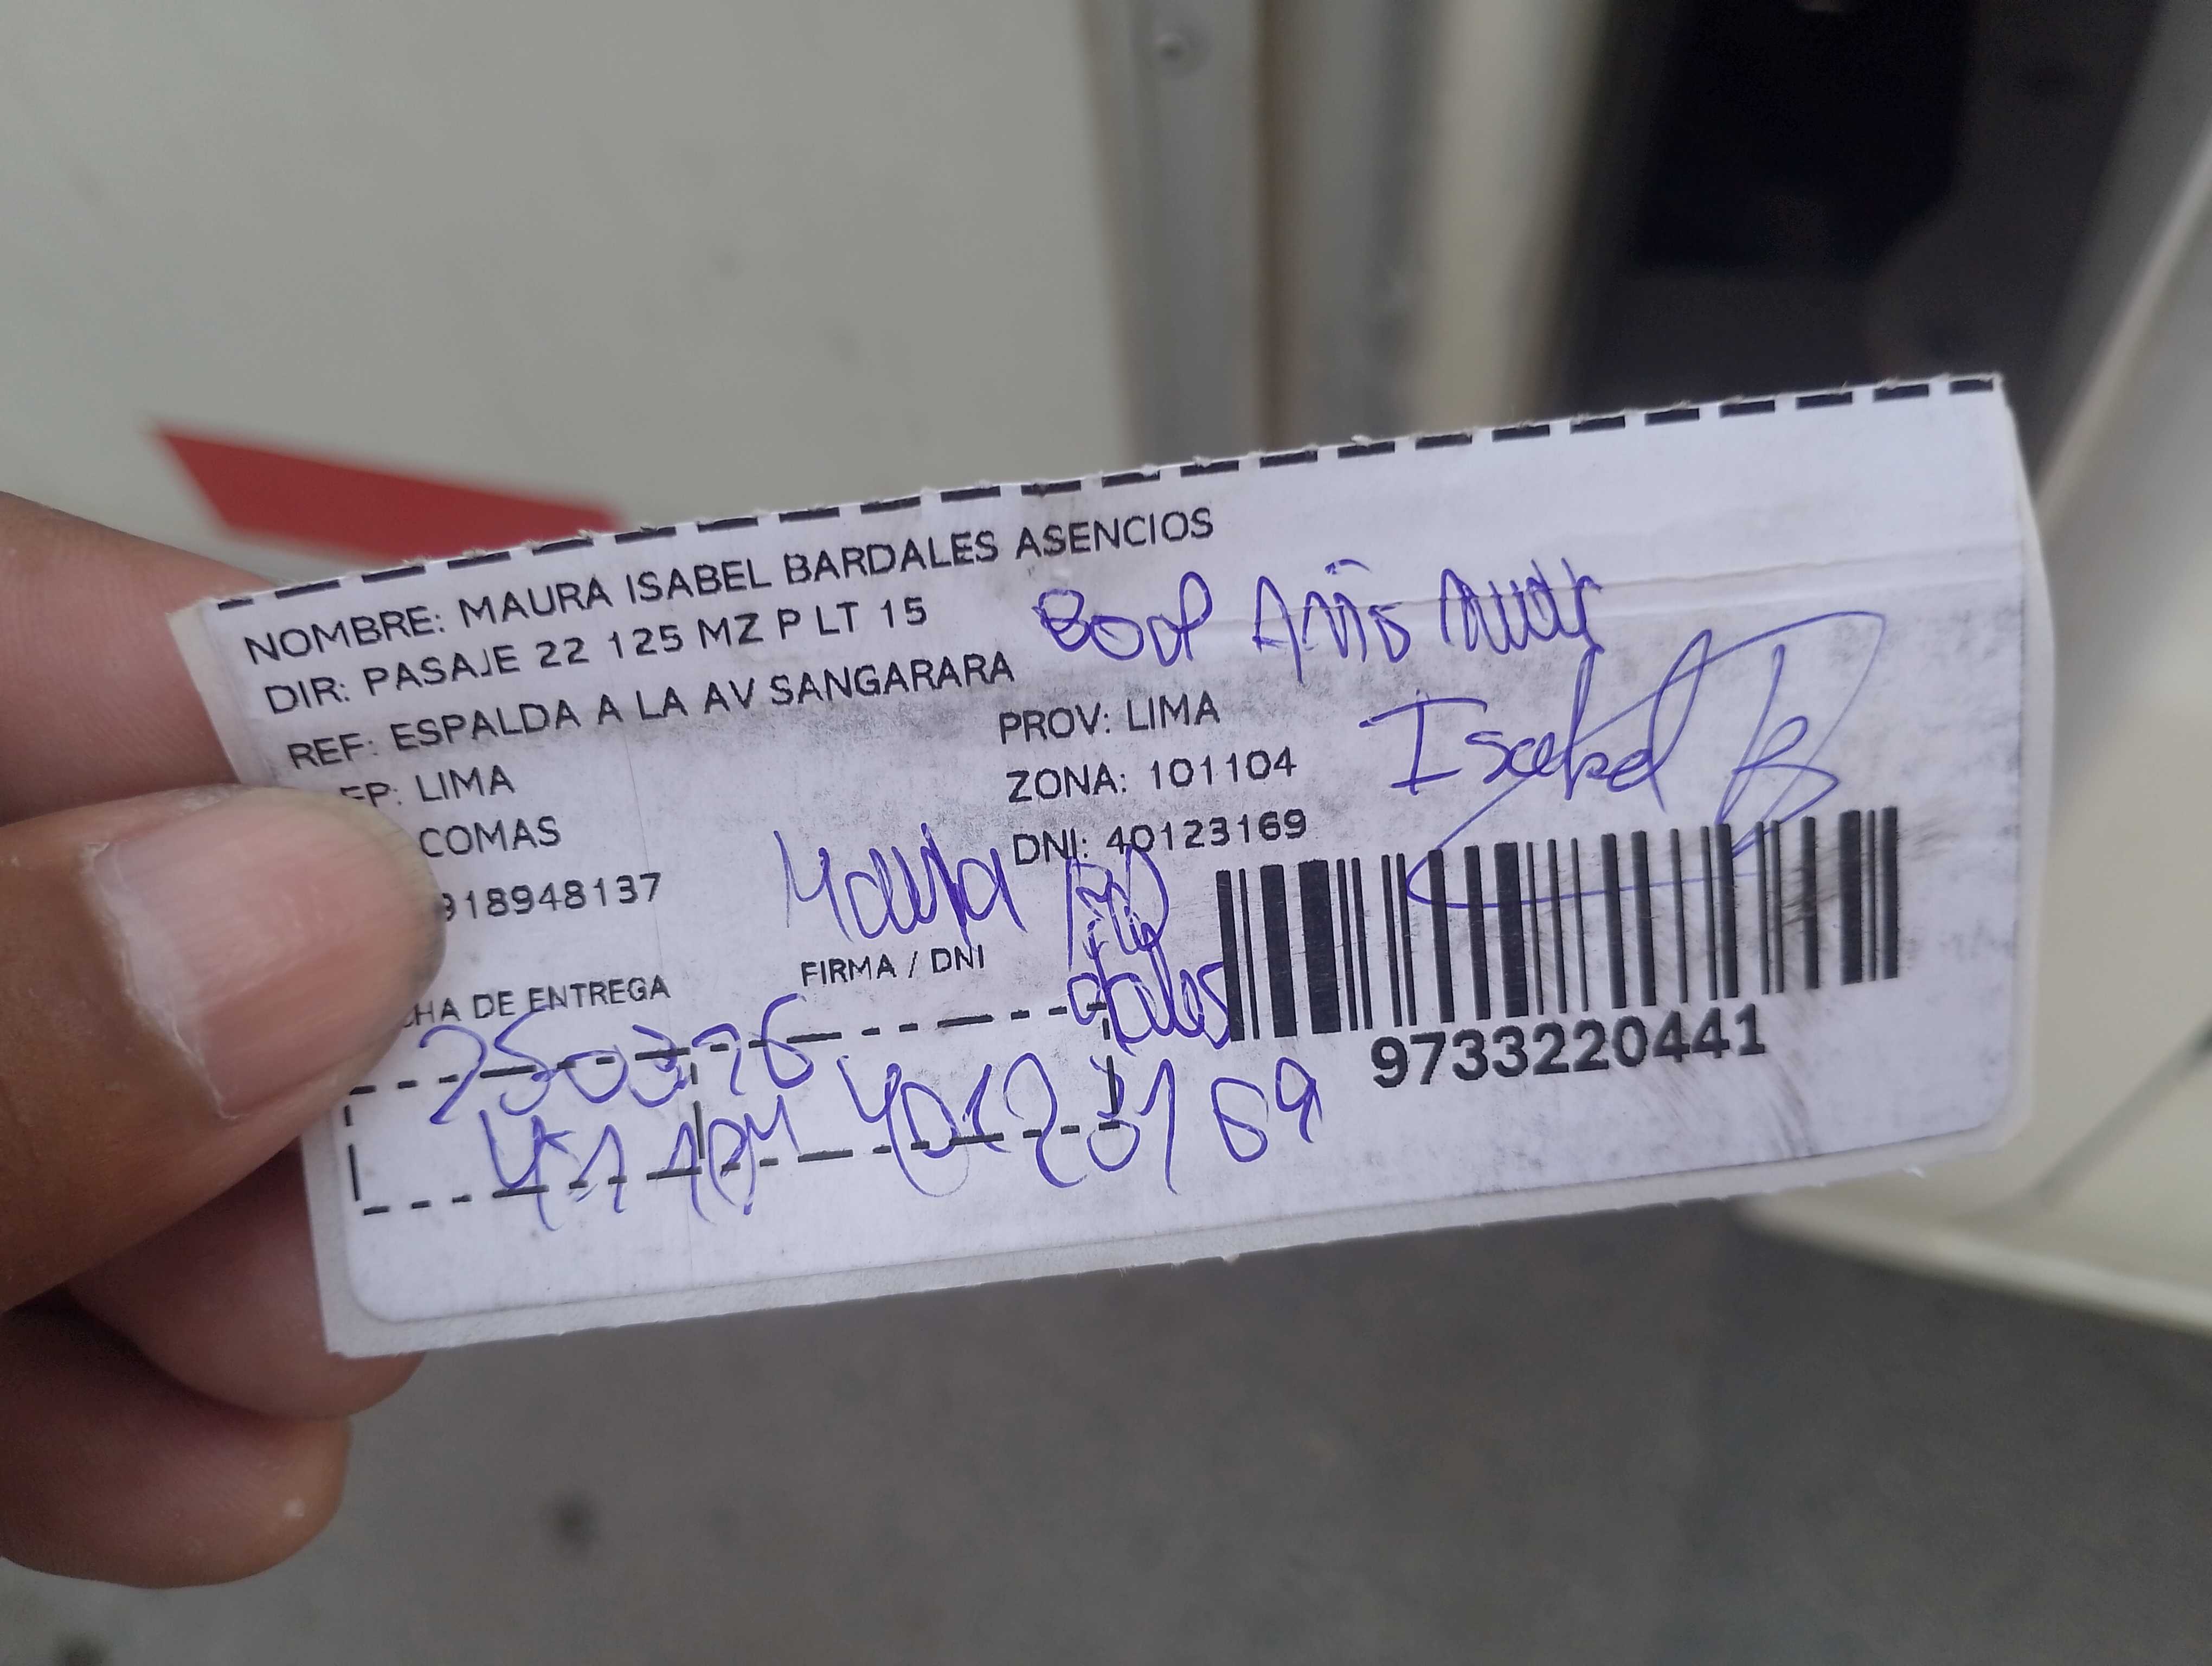 NOMBRE: MAURA ISABEL BARDALES ASENCIOS
DIR: PASAJE 22 125 MZ P LT 15
REF: ESPALDA A LA AV SANGARARA
EP: LIMA
PROV: LIMA
Isabel B
COMAS
ZONA: 101104
918948137
DNI: 40123169
Maura
FIRMA / DNI
CHA DE ENTREGA
250326
40123169
9733220441